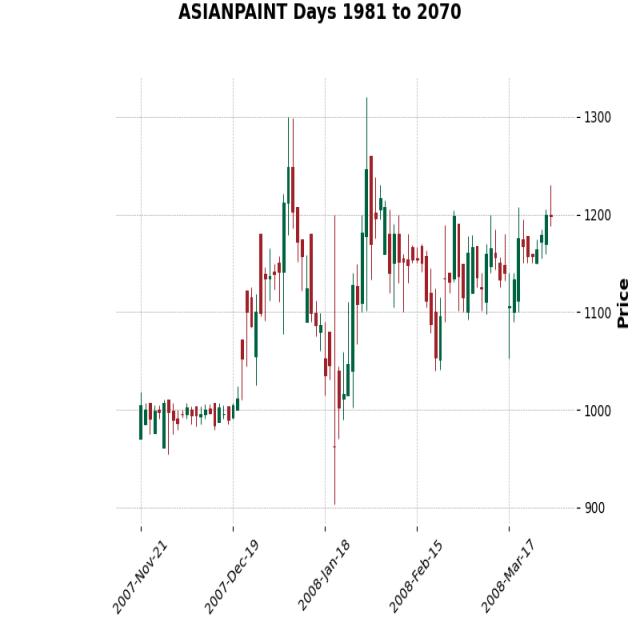 ASIANPAINT Days 1981 to 2070
1300
1200
1100
1000
900
Price
2007-Nov-21
2007-Dec-19
2008-Jan-18
2008-Feb-15
2008-Mar-17